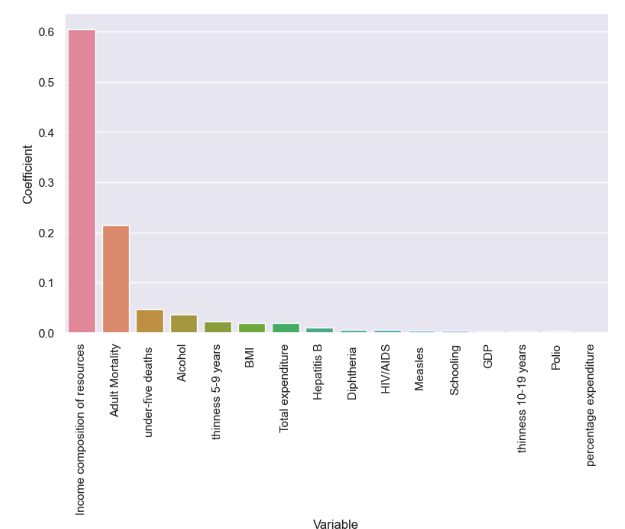 0.6
0.5
0.4
0.3
0.2
0.1
0.0
Coefficient
Income composition of resources
Adult Mortality
under-five deaths
Alcohol
thinness 5-9 years
BMI
Total expenditure
Hepatitis B
Diphtheria
HIV/AIDS
Measles
Schooling
GDP
thinness 10-19 years
Polio
percentage expenditure
Variable